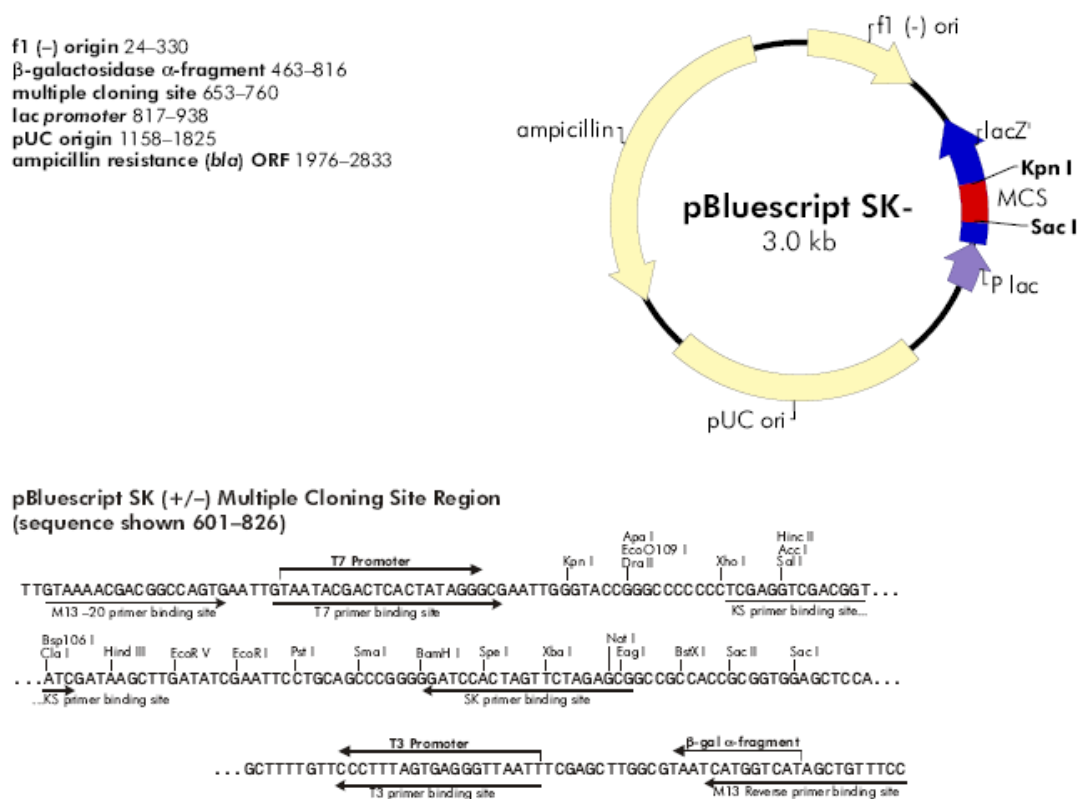 f1 (–) origin 24–330
β-galactosidase α-fragment 463–816
multiple cloning site 653–760
lac promoter 817–938
pUC origin 1158–1825
ampicillin resistance (bla) ORF 1976–2833
f1 (-) ori
ampicillin
lacZ'
Kpn I
MCS
pBluescript SK-
Sac I
3.0 kb
P lac
pUC ori
pBluescript SK (+/–) Multiple Cloning Site Region
(sequence shown 601–826)
Apa I Hinc II
T7 Promoter EcoO109 I Acc I
Kpn I Dra II Xho I Sal I
TTGTAAAACGACGGCCAGTGAATTGTAATACGACTCACTATAGGGCGAATTGGGTACCGGGCCCCCCCTCGAGGTCGACGGT...
M13 –20 primer binding site T7 primer binding site KS primer binding site...
Bsp106 I Not I
Cla I Hind III EcoR V EcoR I Pst I Sma I BamH I Spe I Xba I Eag I BstX I Sac II Sac I
...ATCGATAAGCTTGATATCGAATTCCTGCAGCCCGGGGGATCCACTAGTTCTAGAGCGGCCGCCACCGCGGTGGAGCTCCA...
...KS primer binding site SK primer binding site
T3 Promoter β-gal α-fragment
...GCTTTTGTTCCCTTTAGTGAGGGTTAATTTCGAGCTTGGCGTAATCATGGTCATAGCTGTTTCC
T3 primer binding site M13 Reverse primer binding site